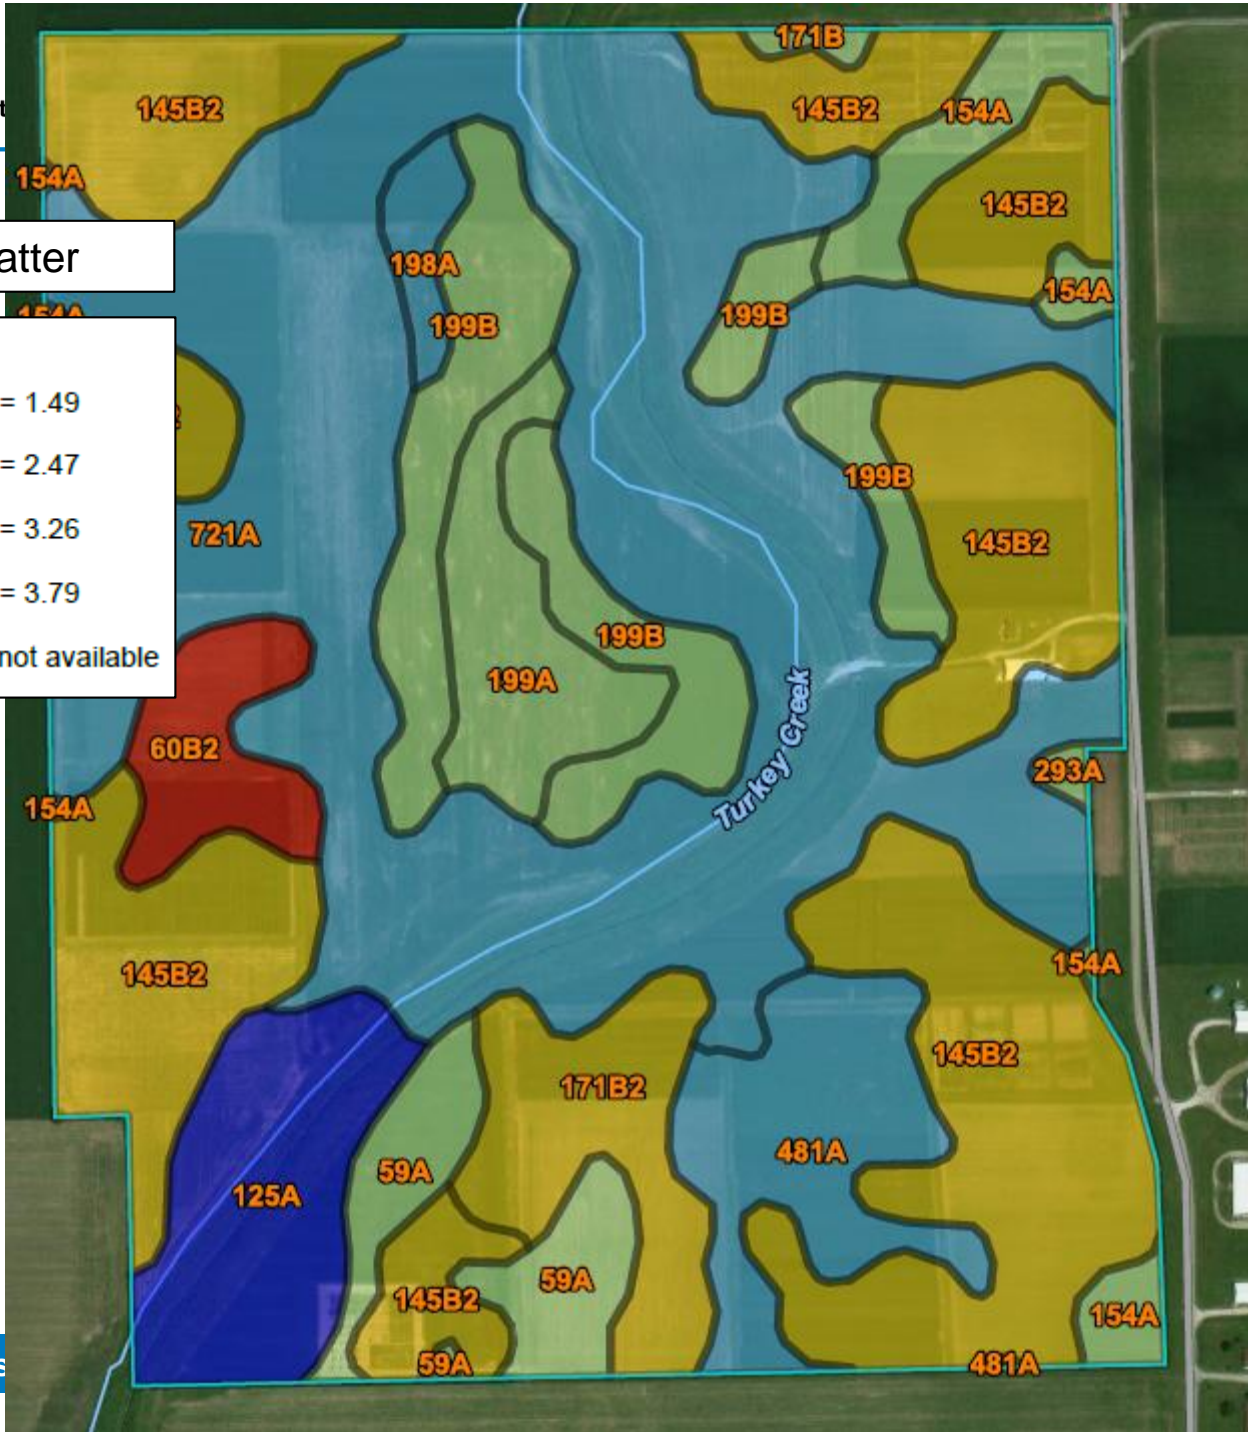 171B
145B2
145B2
154A
154A
145B2
atter
198A
154A
199B
199B
154A
= 1.49
= 2.47
199B
721A
145B2
= 3.26
= 3.79
199B
not available
199A
Turkey Creek
60B2
293A
154A
154A
145B2
145B2
171B2
481A
59A
125A
59A
145B2
154A
59A
481A